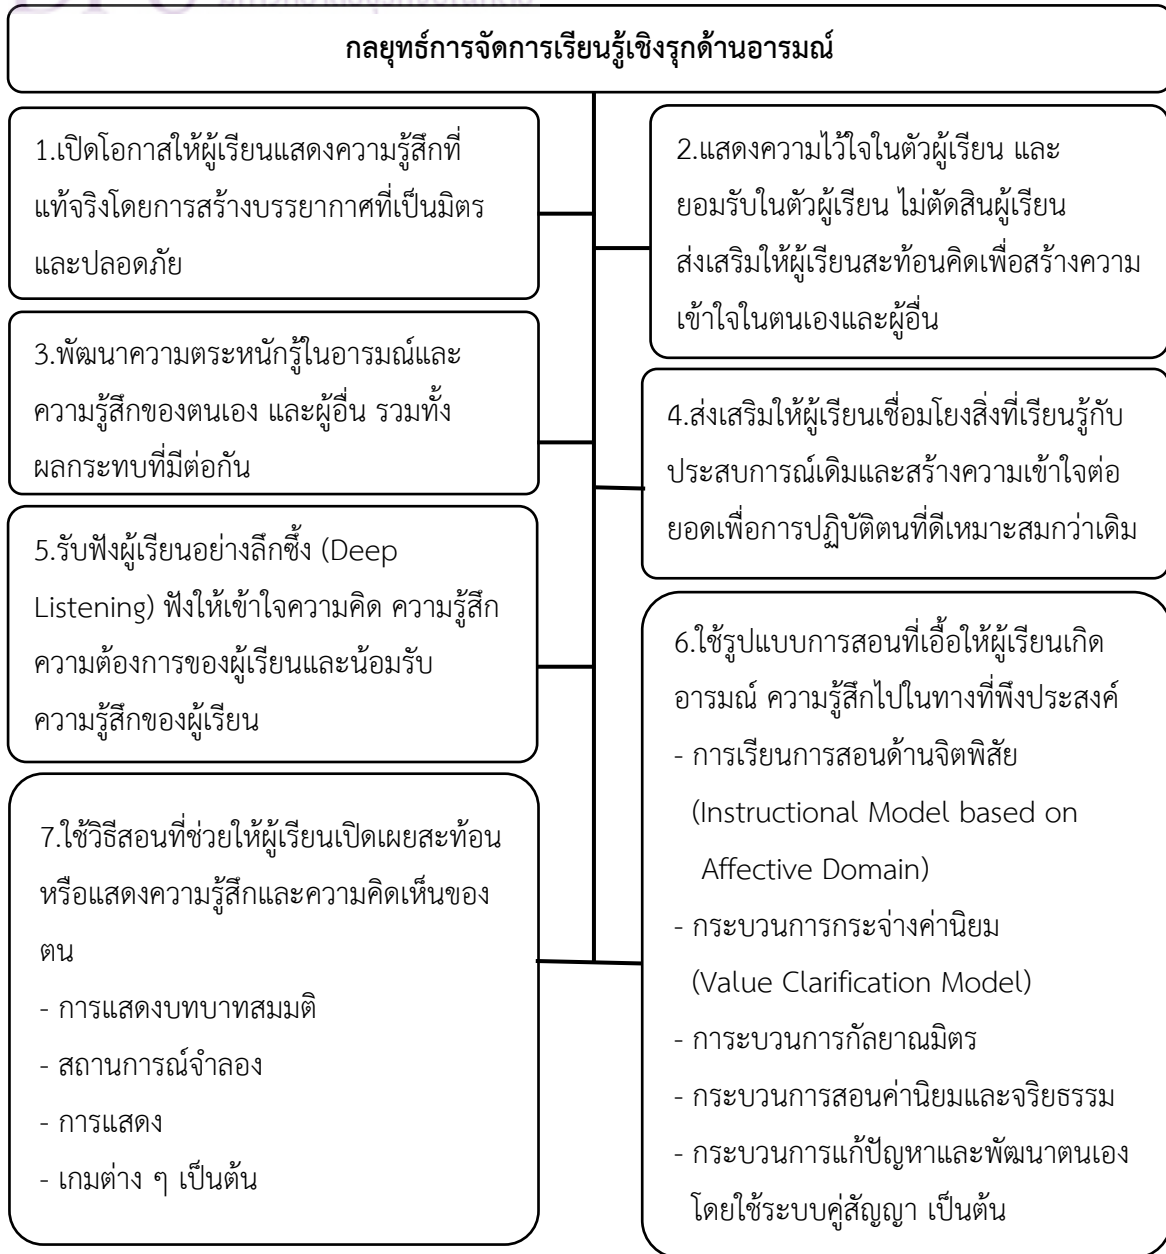 กลยุทธ์การจัดการเรียนรู้เชิงรุกด้านอารมณ์
1.เปิดโอกาสให้ผู้เรียนแสดงความรู้สึกที่
แท้จริงโดยการสร้างบรรยากาศที่เป็นมิตร
และปลอดภัย
2.แสดงความไว้ใจในตัวผู้เรียน และ
ยอมรับในตัวผู้เรียน ไม่ตัดสินผู้เรียน
ส่งเสริมให้ผู้เรียนสะท้อนคิดเพื่อสร้างความ
เข้าใจในตนเองและผู้อื่น
3.พัฒนาความตระหนักรู้ในอารมณ์และ
ความรู้สึกของตนเอง และผู้อื่น รวมทั้ง
ผลกระทบที่มีต่อกัน
4.ส่งเสริมให้ผู้เรียนเชื่อมโยงสิ่งที่เรียนรู้กับ
ประสบการณ์เดิมและสร้างความเข้าใจต่อ
ยอดเพื่อการปฏิบัติตนที่ดีเหมาะสมกว่าเดิม
5.รับฟังผู้เรียนอย่างลึกซึ้ง (Deep
Listening) ฟังให้เข้าใจความคิด ความรู้สึก
ความต้องการของผู้เรียนและน้อมรับ
ความรู้สึกของผู้เรียน
6.ใช้รูปแบบการสอนที่เอื้อให้ผู้เรียนเกิด
อารมณ์ ความรู้สึกไปในทางที่พึงประสงค์
- การเรียนการสอนด้านจิตพิสัย
(Instructional Model based on
Affective Domain)
- กระบวนการกระจ่างค่านิยม
(Value Clarification Model)
- การะบวนการกัลยาณมิตร
- กระบวนการสอนค่านิยมและจริยธรรม
- กระบวนการแก้ปัญหาและพัฒนาตนเอง
โดยใช้ระบบคู่สัญญา เป็นต้น
7.ใช้วิธีสอนที่ช่วยให้ผู้เรียนเปิดเผยสะท้อน
หรือแสดงความรู้สึกและความคิดเห็นของ
ตน
- การแสดงบทบาทสมมติ
- สถานการณ์จำลอง
- การแสดง
- เกมต่าง ๆ เป็นต้น